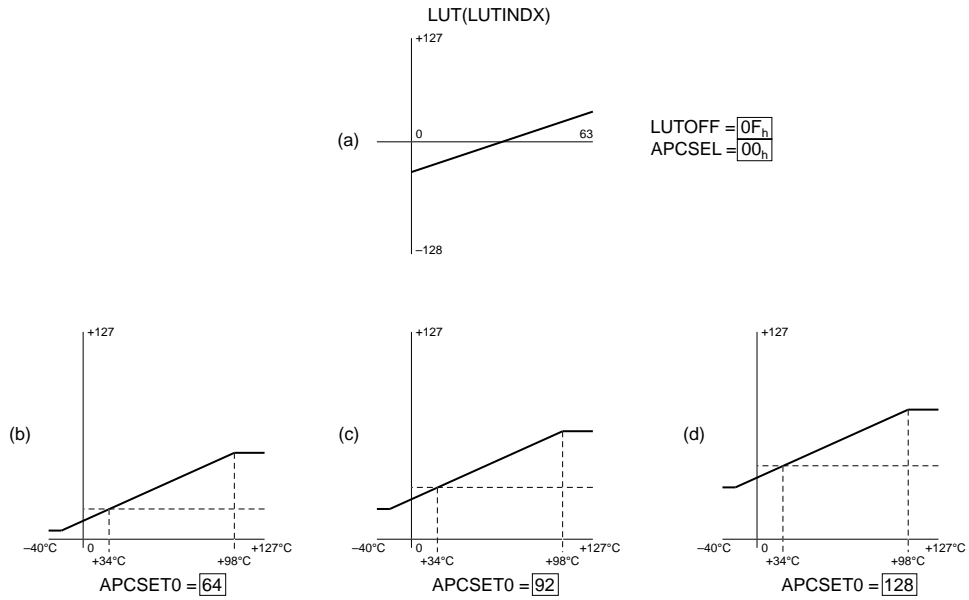 LUT(LUTINDX)
+127
(a)
0
63
–128
LUTOFF = 0Fh
APCSEL = 00h
(b)
+127
–40°C
0
+34°C
+98°C
+127°C
APCSET0 = 64
(c)
+127
–40°C
0
+34°C
+98°C
+127°C
APCSET0 = 92
(d)
+127
–40°C
0
+34°C
+98°C
+127°C
APCSET0 = 128